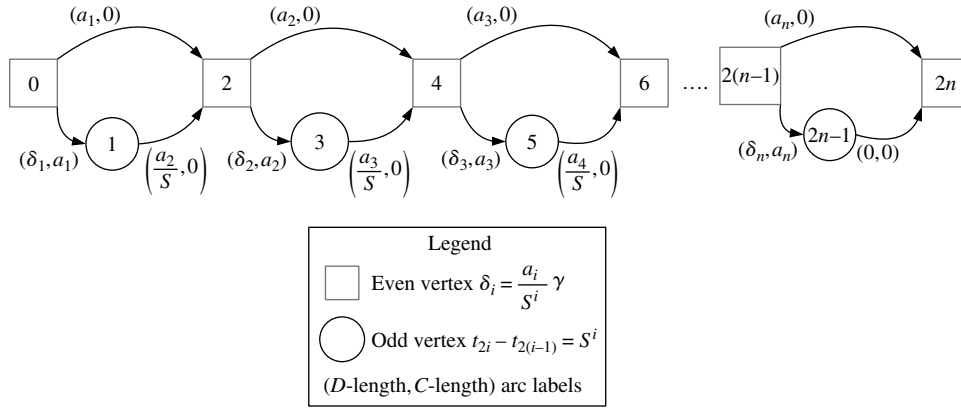 (a₁, 0) (a₂, 0) (a₃, 0) (aₙ, 0)
0 2 4 6 .... 2(n–1) 2n
1 3 5 2n–1
(δ₁, a₁) (a₂/S, 0) (δ₂, a₂) (a₃/S, 0) (δ₃, a₃) (a₄/S, 0) (δₙ, aₙ) (0, 0)
Legend
Even vertex δᵢ = aᵢ/Sⁱ γ
Odd vertex t₂ᵢ – t₂₍ᵢ₋₁₎ = Sⁱ
(D-length, C-length) arc labels